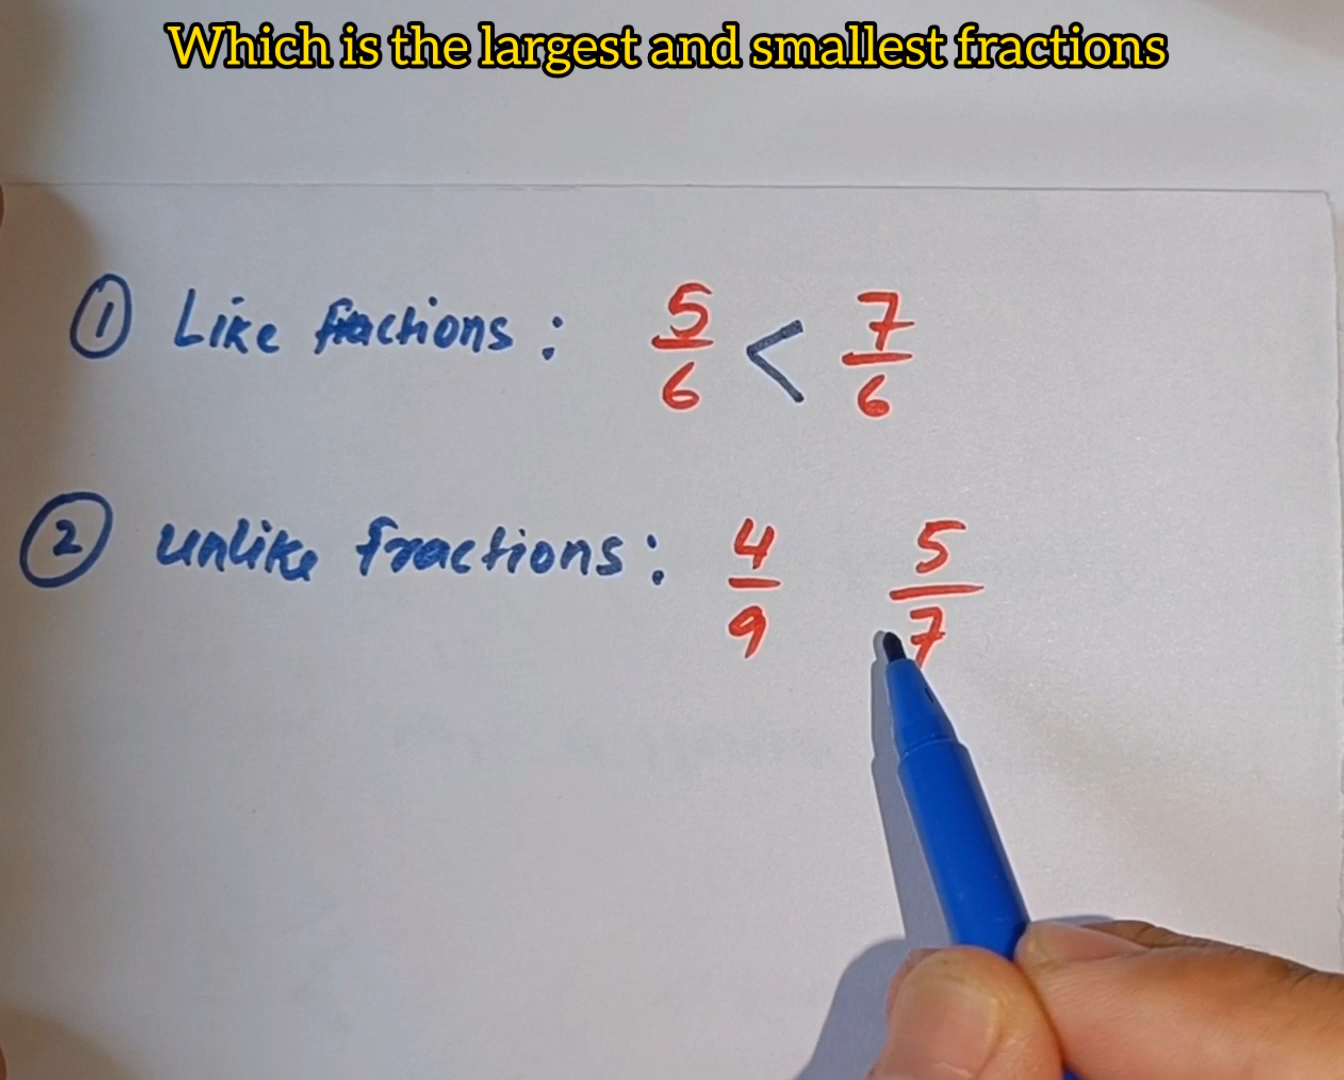 Which is the largest and smallest fractions
① Like fractions : 5/6 < 7/6
② unlike fractions : 4/9 5/7